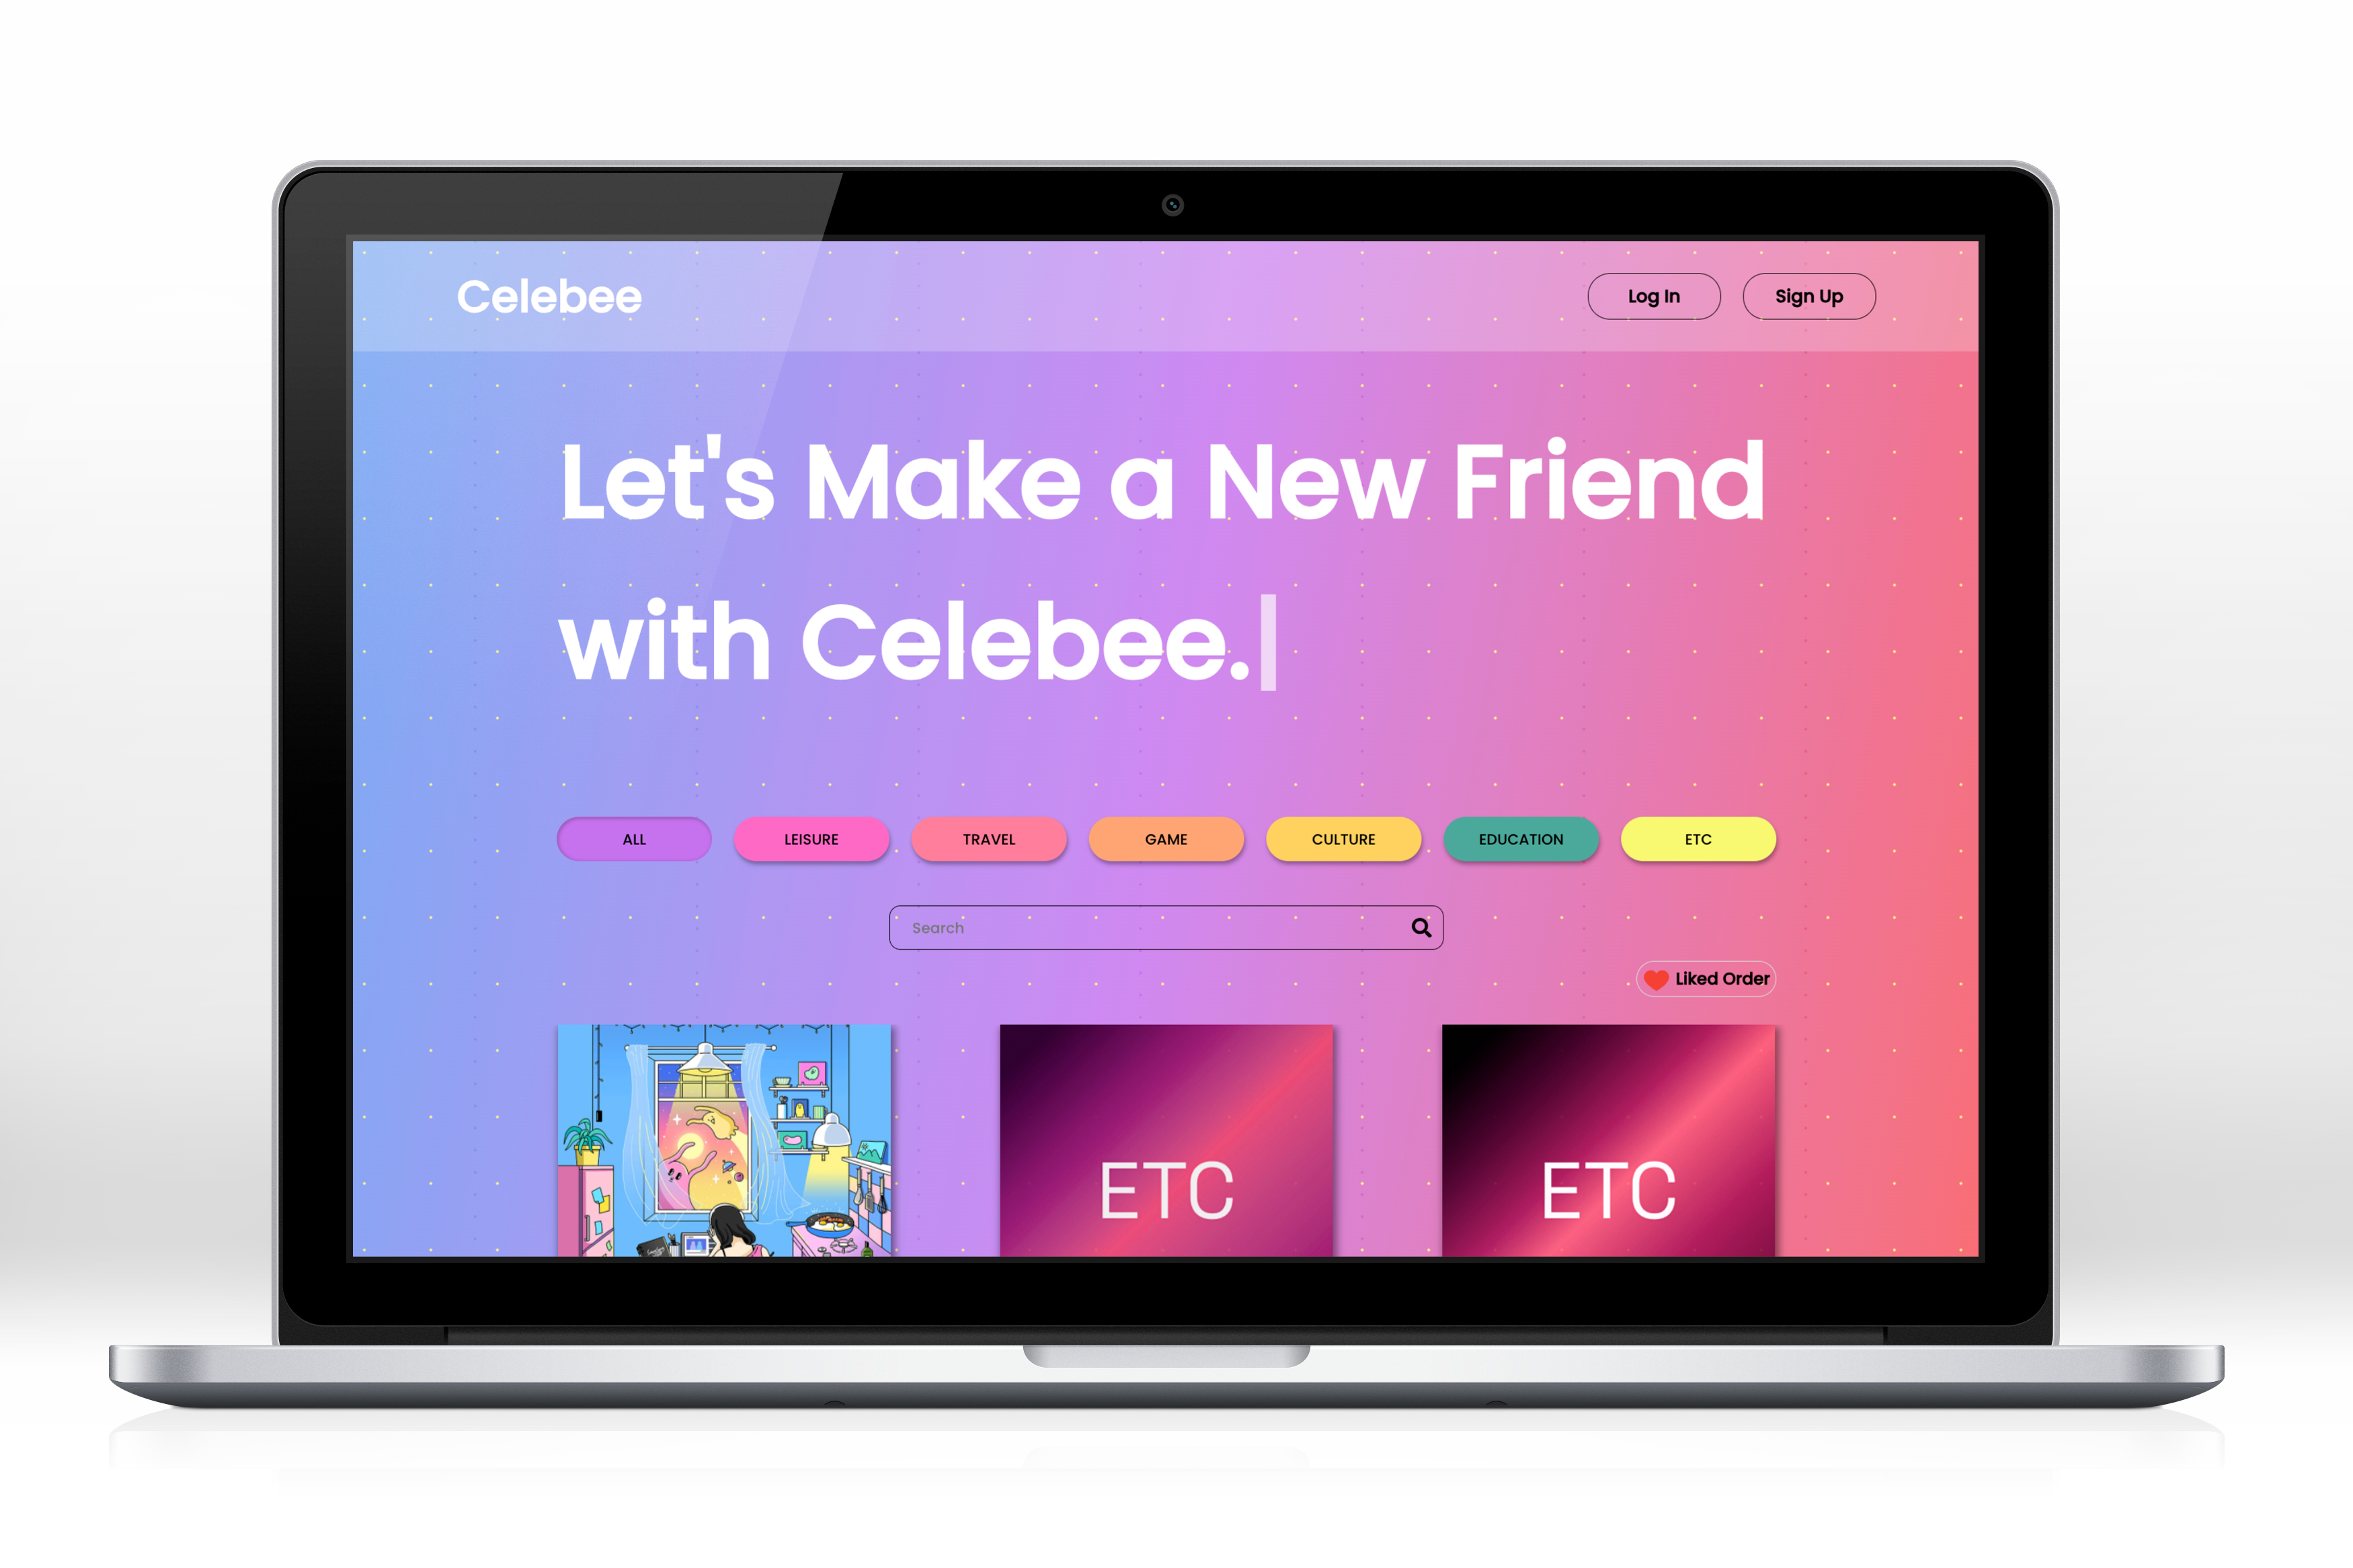 Celebee
Log In
Sign Up
Let's Make a New Friend
with Celebee.
ALL
LEISURE
TRAVEL
GAME
CULTURE
EDUCATION
ETC
Search
Liked Order
ETC
ETC